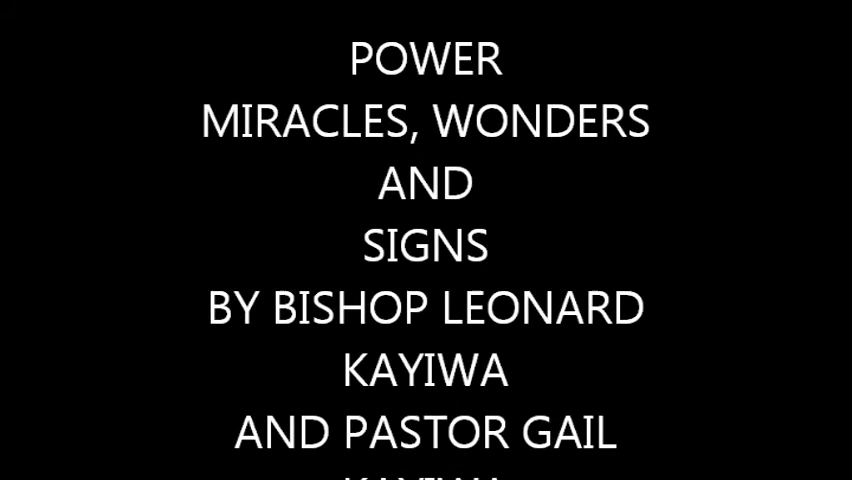 POWER
MIRACLES, WONDERS
AND
SIGNS
BY BISHOP LEONARD
KAYIWA
AND PASTOR GAIL